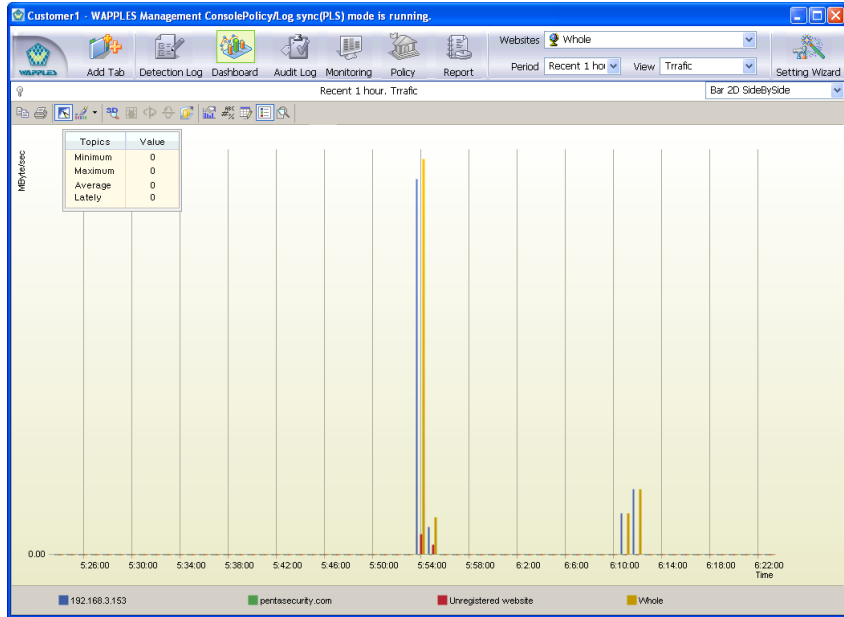 Customer1 - WAPPLES Management ConsolePolicy/Log sync(PLS) mode is running.
WAPPLES
Add Tab
Detection Log
Dashboard
Audit Log
Monitoring
Policy
Report
Websites Whole
Period Recent 1 hou
View Trrafic
Setting Wizard
Recent 1 hour. Trrafic
Bar 2D SideBySide
3D
Topics Value
Minimum 0
Maximum 0
Average 0
Lately 0
MByte/sec
0.00
5:26:00 5:30:00 5:34:00 5:38:00 5:42:00 5:46:00 5:50:00 5:54:00 5:58:00 6:2:00 6:6:00 6:10:00 6:14:00 6:18:00 6:22:00
Time
192.168.3.153 pentasecurity.com Unregistered website Whole